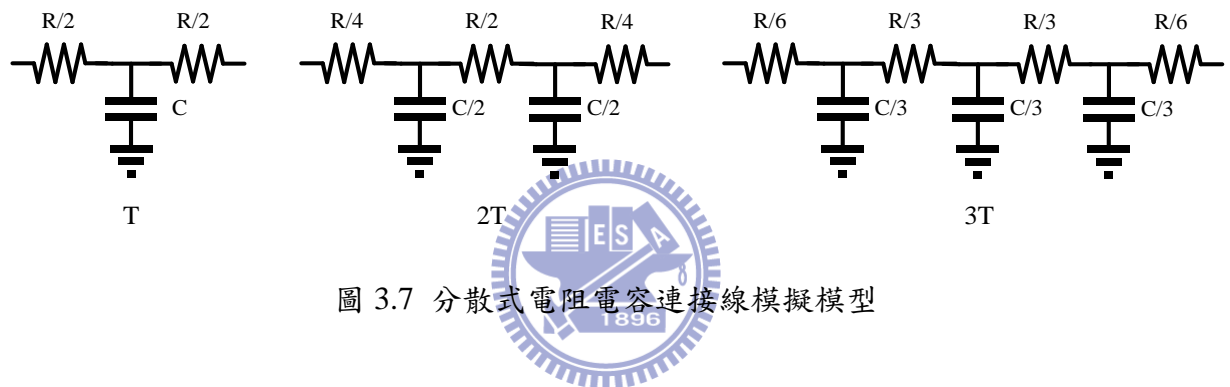 R/2 R/2 R/4 R/2 R/4 R/6 R/3 R/3 R/6
C C/2 C/2 C/3 C/3 C/3
T 2T 3T
E S A
圖 3.7 分散式電阻電容連接線模擬模型
1896